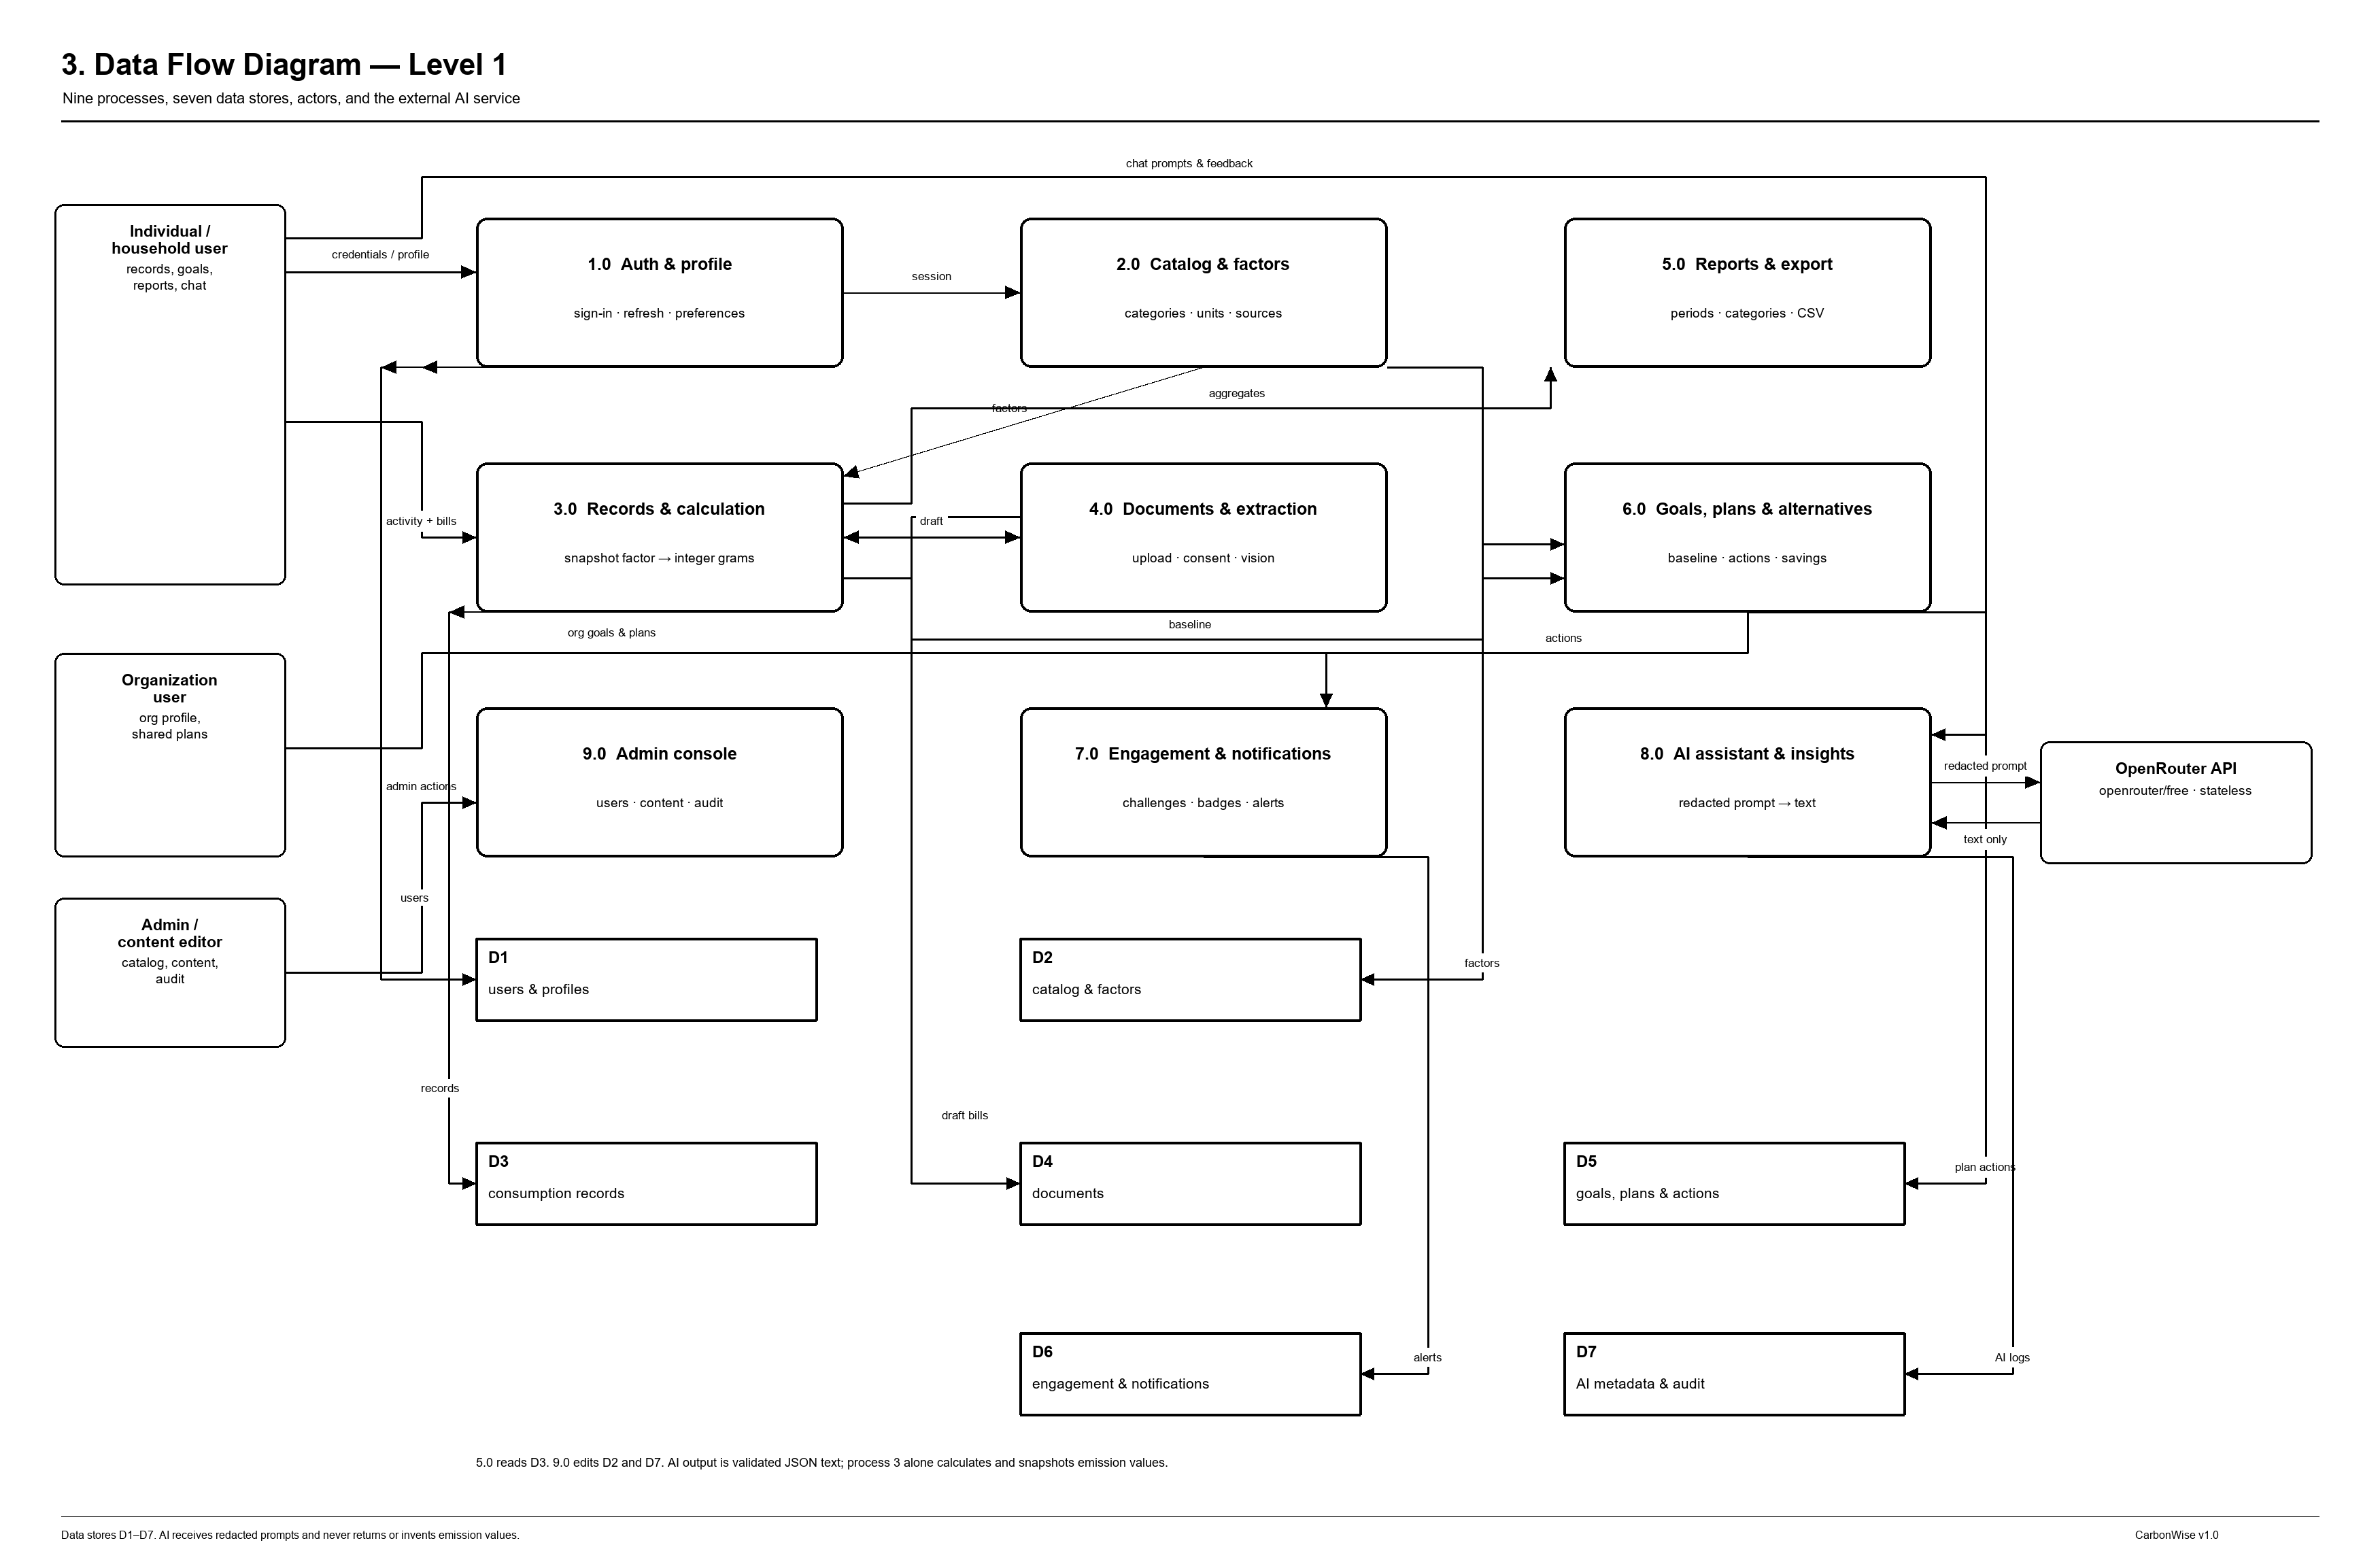 3. Data Flow Diagram — Level 1
Nine processes, seven data stores, actors, and the external AI service
chat prompts & feedback
Individual /
household user
records, goals,
reports, chat
credentials / profile
1.0 Auth & profile
sign-in · refresh · preferences
session
2.0 Catalog & factors
categories · units · sources
5.0 Reports & export
periods · categories · CSV
aggregates
factors
activity + bills
3.0 Records & calculation
snapshot factor → integer grams
draft
4.0 Documents & extraction
upload · consent · vision
6.0 Goals, plans & alternatives
baseline · actions · savings
org goals & plans
baseline
actions
Organization
user
org profile,
shared plans
admin actions
9.0 Admin console
users · content · audit
7.0 Engagement & notifications
challenges · badges · alerts
8.0 AI assistant & insights
redacted prompt → text
redacted prompt
text only
OpenRouter API
openrouter/free · stateless
users
Admin /
content editor
catalog, content,
audit
D1
users & profiles
D2
catalog & factors
factors
records
draft bills
D3
consumption records
D4
documents
D5
goals, plans & actions
plan actions
D6
engagement & notifications
alerts
D7
AI metadata & audit
AI logs
5.0 reads D3. 9.0 edits D2 and D7. AI output is validated JSON text; process 3 alone calculates and snapshots emission values.
Data stores D1–D7. AI receives redacted prompts and never returns or invents emission values.
CarbonWise v1.0